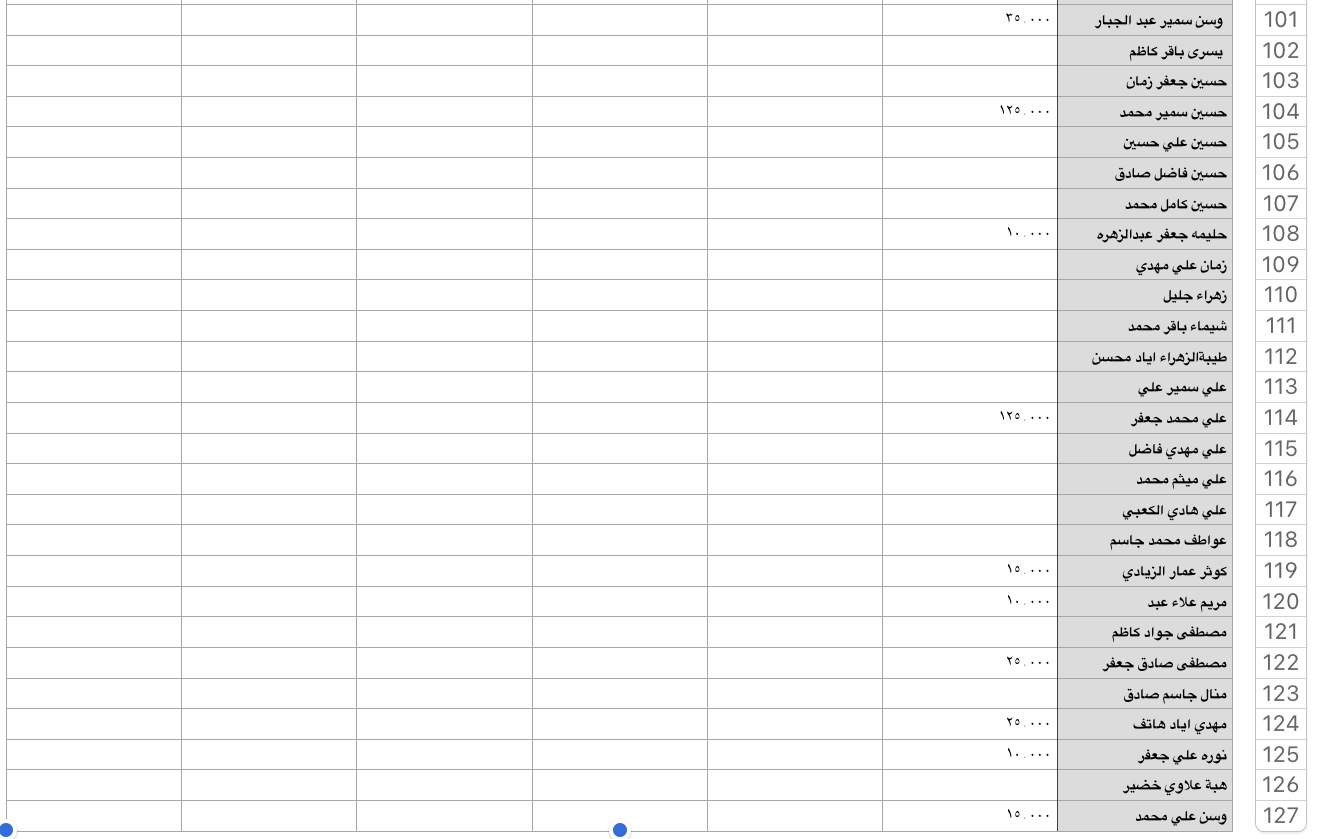 101 وسن سمير عبد الجبار ٣٥.٠٠٠
102 يسرى باقر كاظم
103 حسين جعفر زمان
104 حسين سمير محمد ١٢٥.٠٠٠
105 حسين علي حسين
106 حسين فاضل صادق
107 حسين كامل محمد
108 حليمه جعفر عبدالزهره ١٠.٠٠٠
109 زمان علي مهدي
110 زهراء جليل
111 شيماء باقر محمد
112 طيبةالزهراء اياد محسن
113 علي سمير علي
114 علي محمد جعفر ١٢٥.٠٠٠
115 علي مهدي فاضل
116 علي ميثم محمد
117 علي هادي الكعبي
118 عواطف محمد جاسم
119 كوثر عمار الزيادي ١٥.٠٠٠
120 مريم علاء عبد ١٠.٠٠٠
121 مصطفى جواد كاظم
122 مصطفى صادق جعفر ٢٥.٠٠٠
123 منال جاسم صادق
124 مهدي اياد هاتف ٢٥.٠٠٠
125 نوره علي جعفر ١٠.٠٠٠
126 هبة علاوي خضير
127 وسن علي محمد ١٥.٠٠٠